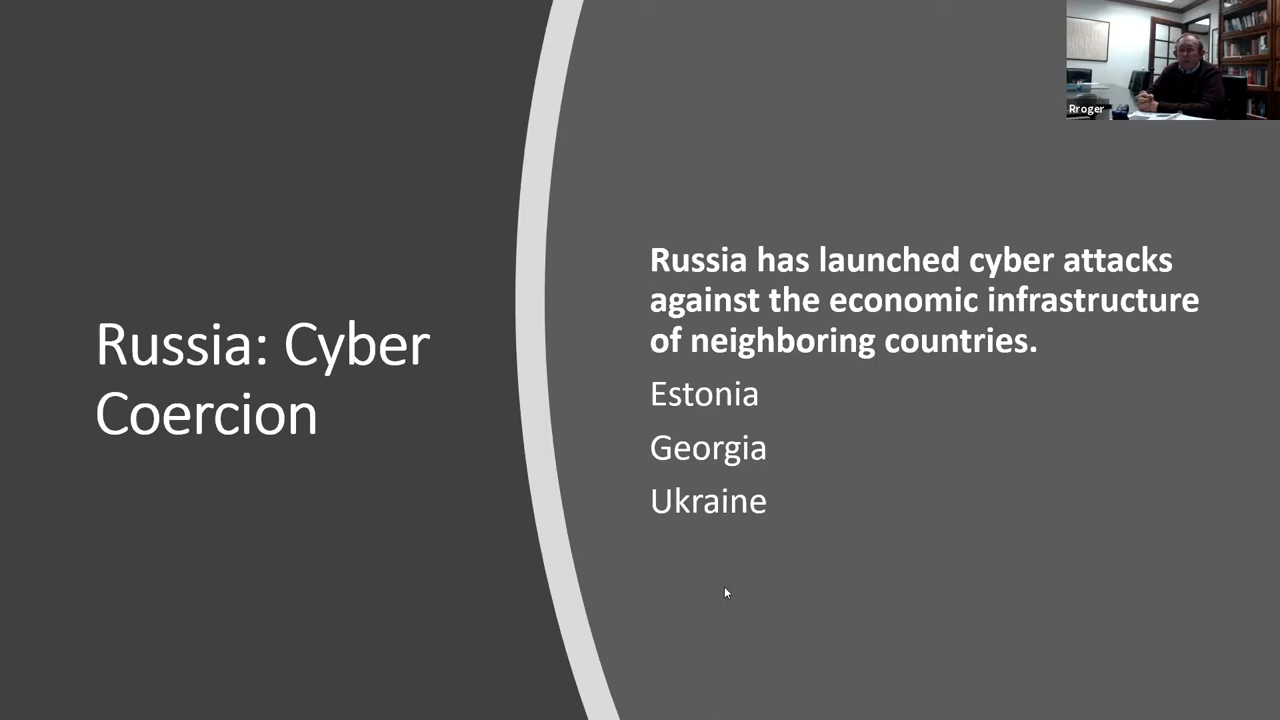 Russia: Cyber
Coercion
Russia has launched cyber attacks
against the economic infrastructure
of neighboring countries.
Estonia
Georgia
Ukraine
Rroger